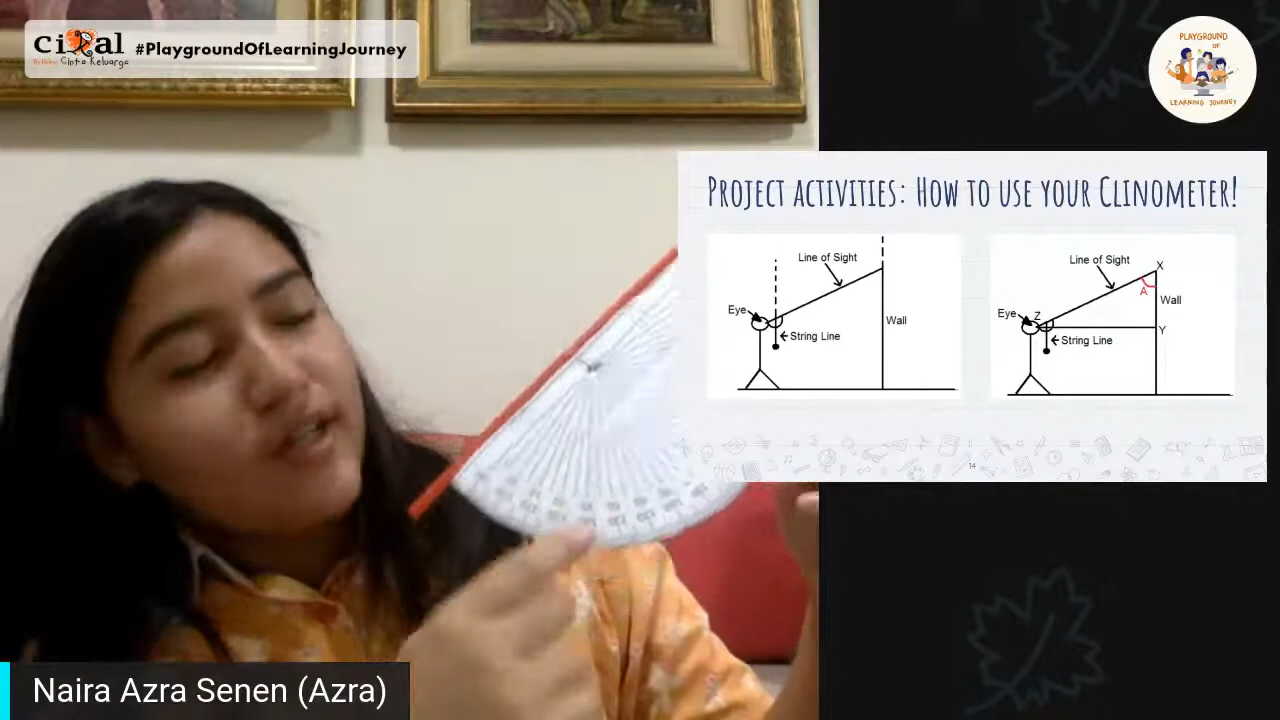 ciKal #PlaygroundOfLearningJourney
Cinta Keluarga
PLAYGROUND
OF
LEARNING JOURNEY
PROJECT ACTIVITIES: HOW TO USE YOUR CLINOMETER!
Line of Sight
Eye
String Line
Wall
Line of Sight
X
A
Wall
Eye
Z
Y
String Line
14
Naira Azra Senen (Azra)